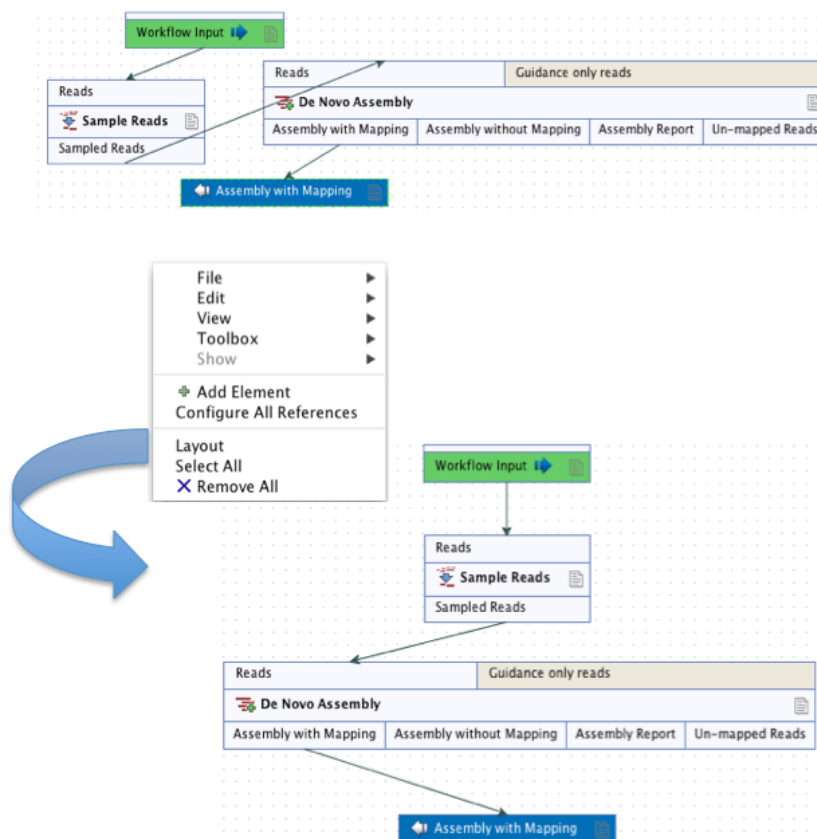 Workflow Input
Reads
Sample Reads
Sampled Reads
Reads Guidance only reads
De Novo Assembly
Assembly with Mapping Assembly without Mapping Assembly Report Un-mapped Reads
Assembly with Mapping
File
Edit
View
Toolbox
Show
Add Element
Configure All References
Layout
Select All
Remove All
Workflow Input
Reads
Sample Reads
Sampled Reads
Reads Guidance only reads
De Novo Assembly
Assembly with Mapping Assembly without Mapping Assembly Report Un-mapped Reads
Assembly with Mapping